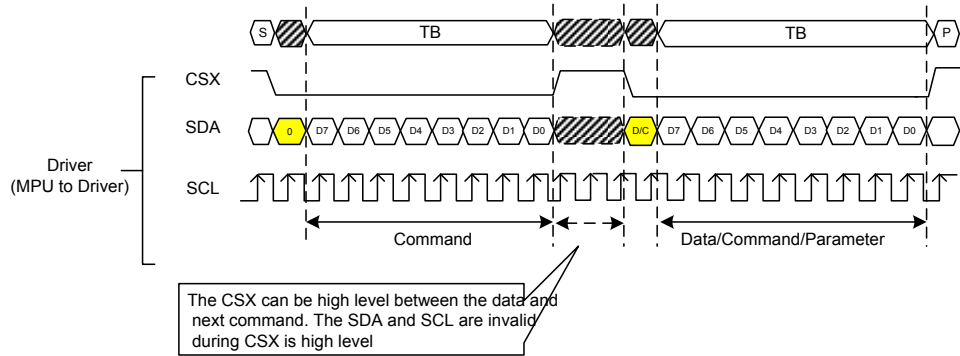 S TB TB P
CSX
SDA 0 D7 D6 D5 D4 D3 D2 D1 D0 D/C D7 D6 D5 D4 D3 D2 D1 D0
Driver
(MPU to Driver)
SCL
Command Data/Command/Parameter
The CSX can be high level between the data and
next command. The SDA and SCL are invalid
during CSX is high level